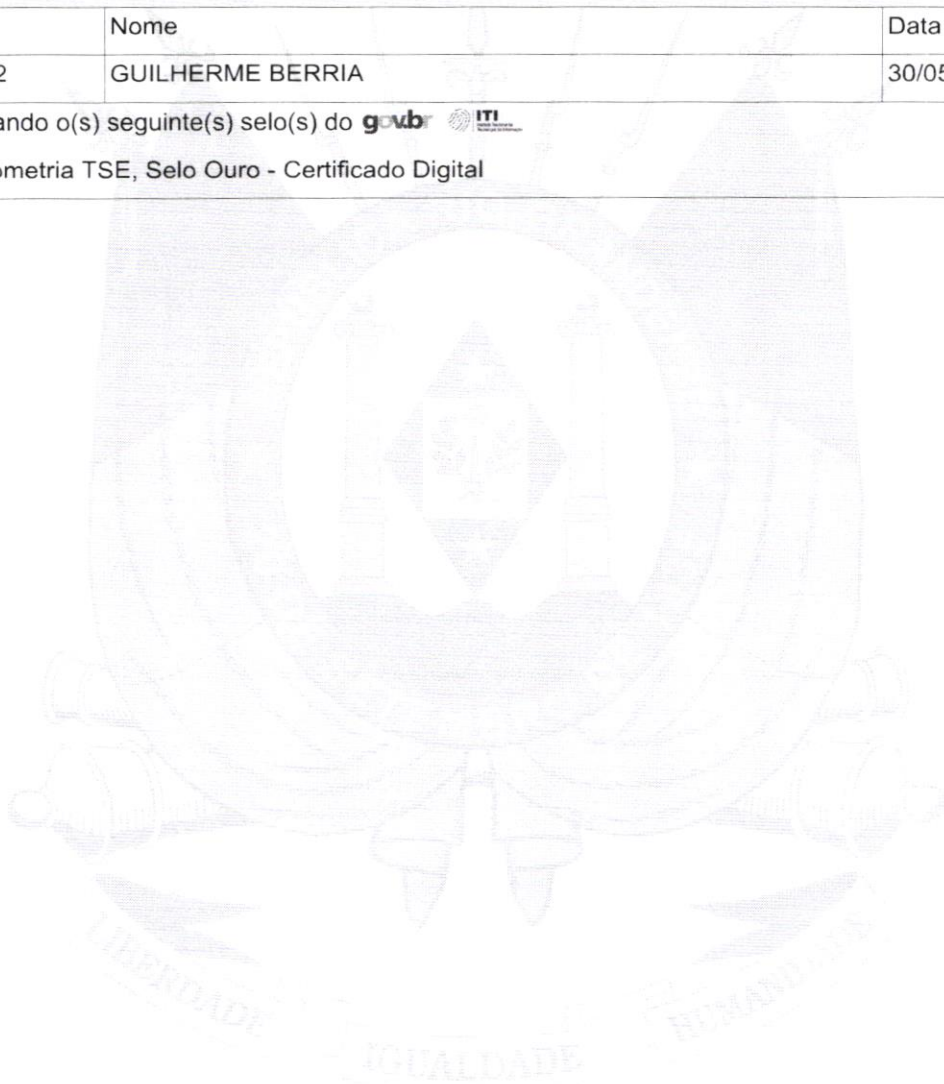 Nome Data
2 GUILHERME BERRIA 30/05
ando o(s) seguinte(s) selo(s) do gov.br ITI
ometria TSE, Selo Ouro - Certificado Digital
LIBERDADE IGUALDADE